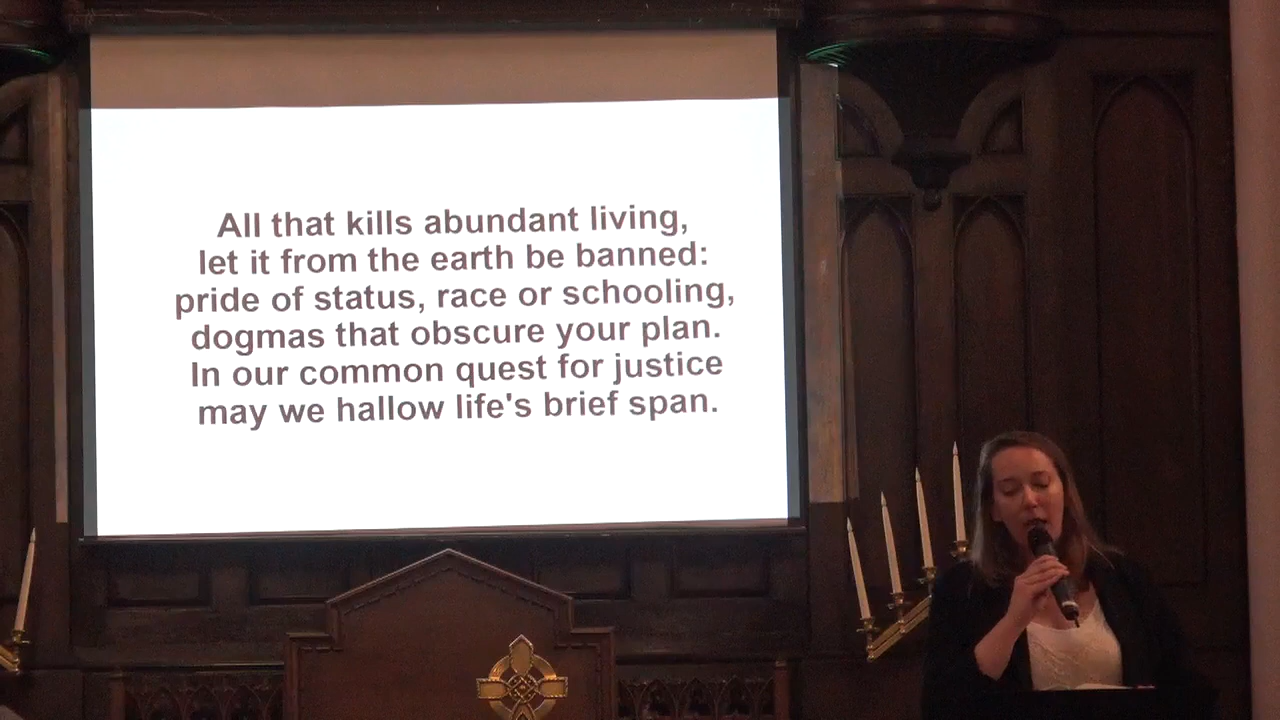 All that kills abundant living,
let it from the earth be banned:
pride of status, race or schooling,
dogmas that obscure your plan.
In our common quest for justice
may we hallow life's brief span.